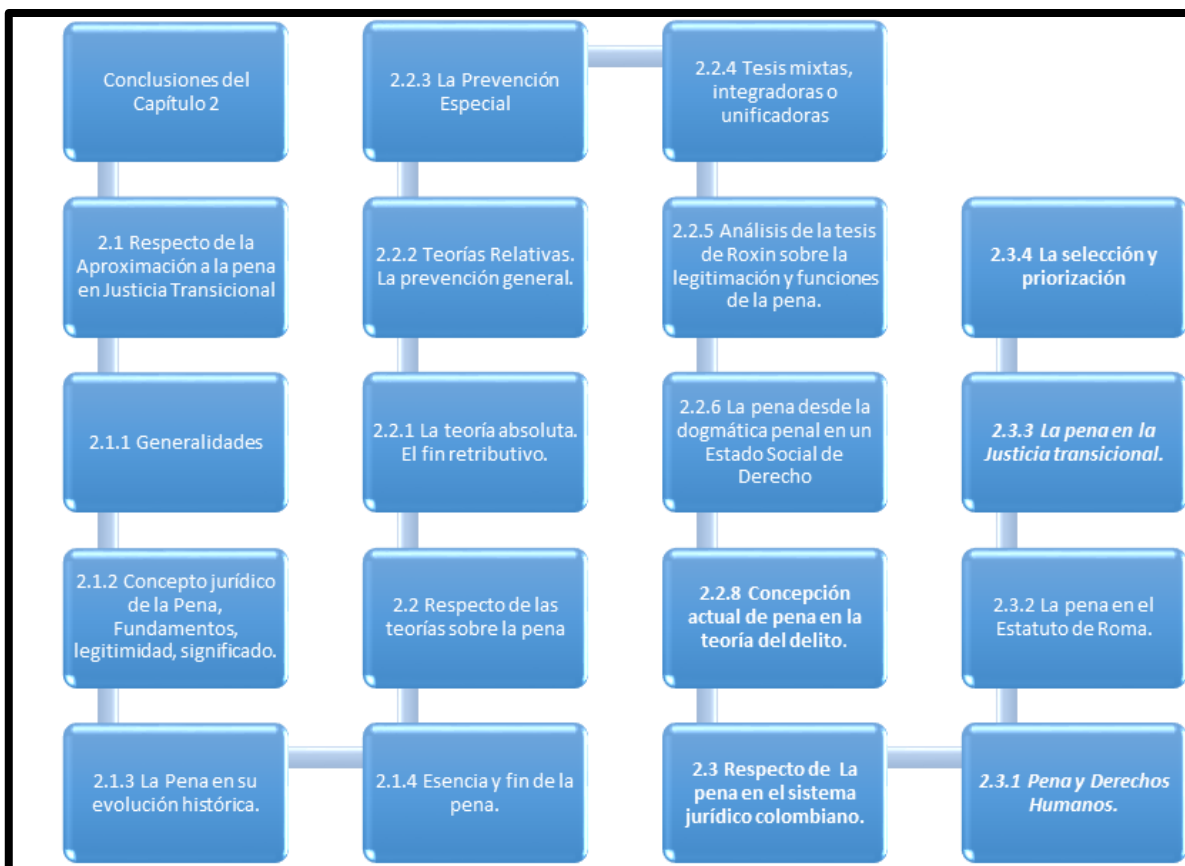 Conclusiones del
Capítulo 2
2.1 Respecto de la
Aproximación a la pena
en Justicia Transicional
2.1.1 Generalidades
2.1.2 Concepto jurídico
de la Pena,
Fundamentos,
legitimidad, significado.
2.1.3 La Pena en su
evolución histórica.
2.1.4 Esencia y fin de la
pena.
2.2 Respecto de las
teorías sobre la pena
2.2.1 La teoría absoluta.
El fin retributivo.
2.2.2 Teorías Relativas.
La prevención general.
2.2.3 La Prevención
Especial
2.2.4 Tesis mixtas,
integradoras o
unificadoras
2.2.5 Análisis de la tesis
de Roxin sobre la
legitimación y funciones
de la pena.
2.2.6 La pena desde la
dogmática penal en un
Estado Social de
Derecho
2.2.8 Concepción
actual de pena en la
teoría del delito.
2.3 Respecto de La
pena en el sistema
jurídico colombiano.
2.3.1 Pena y Derechos
Humanos.
2.3.2 La pena en el
Estatuto de Roma.
2.3.3 La pena en la
Justicia transicional.
2.3.4 La selección y
priorización